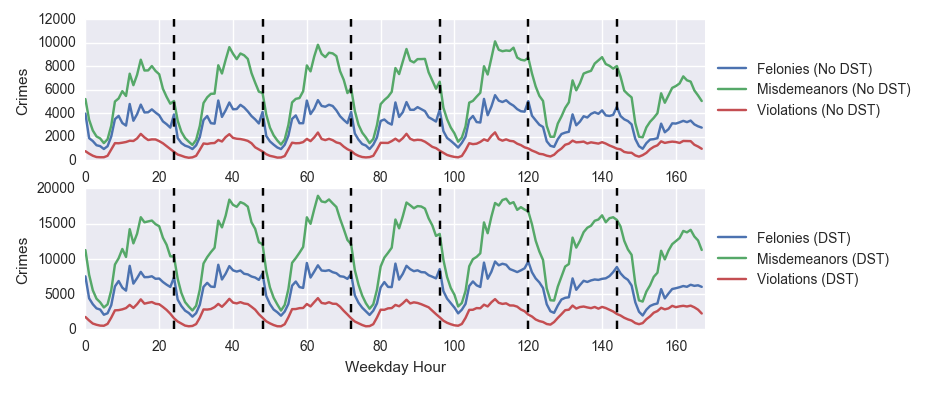 12000
10000
8000
6000
4000
2000
0
Crimes
0 20 40 60 80 100 120 140 160
Felonies (No DST)
Misdemeanors (No DST)
Violations (No DST)
20000
15000
10000
5000
0
Crimes
0 20 40 60 80 100 120 140 160
Weekday Hour
Felonies (DST)
Misdemeanors (DST)
Violations (DST)